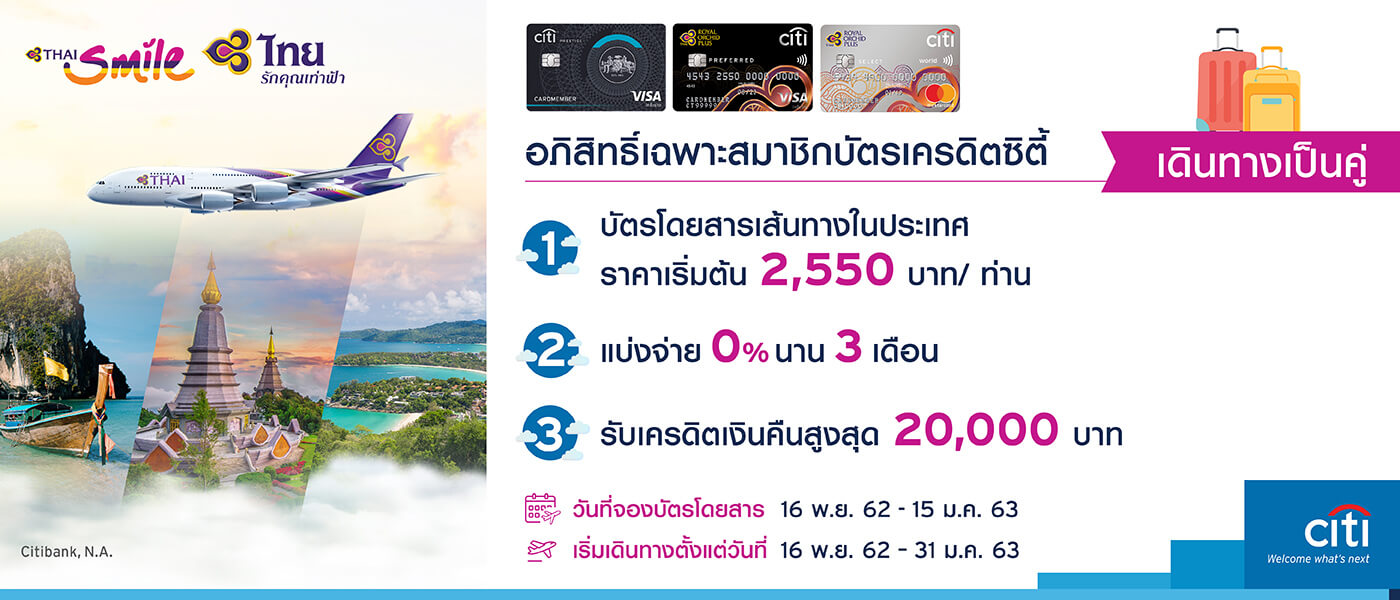 THAI Smile
ไทย
รักคุณเท่าฟ้า
THAI
Citibank, N.A.
citi PRESTIGE
CARDMEMBER VISA
ROYAL ORCHID PLUS citi
PREFERRED
4543 2550 0000 0000
CARDMEMBER VISA
ROYAL ORCHID PLUS citi
SELECT world
mastercard
อภิสิทธิ์เฉพาะสมาชิกบัตรเครดิตซิตี้
เดินทางเป็นคู่
1 บัตรโดยสารเส้นทางในประเทศ
ราคาเริ่มต้น 2,550 บาท/ ท่าน
2 แบ่งจ่าย 0% นาน 3 เดือน
3 รับเครดิตเงินคืนสูงสุด 20,000 บาท
วันที่จองบัตรโดยสาร 16 พ.ย. 62 - 15 ม.ค. 63
เริ่มเดินทางตั้งแต่วันที่ 16 พ.ย. 62 – 31 ม.ค. 63
citi
Welcome what's next